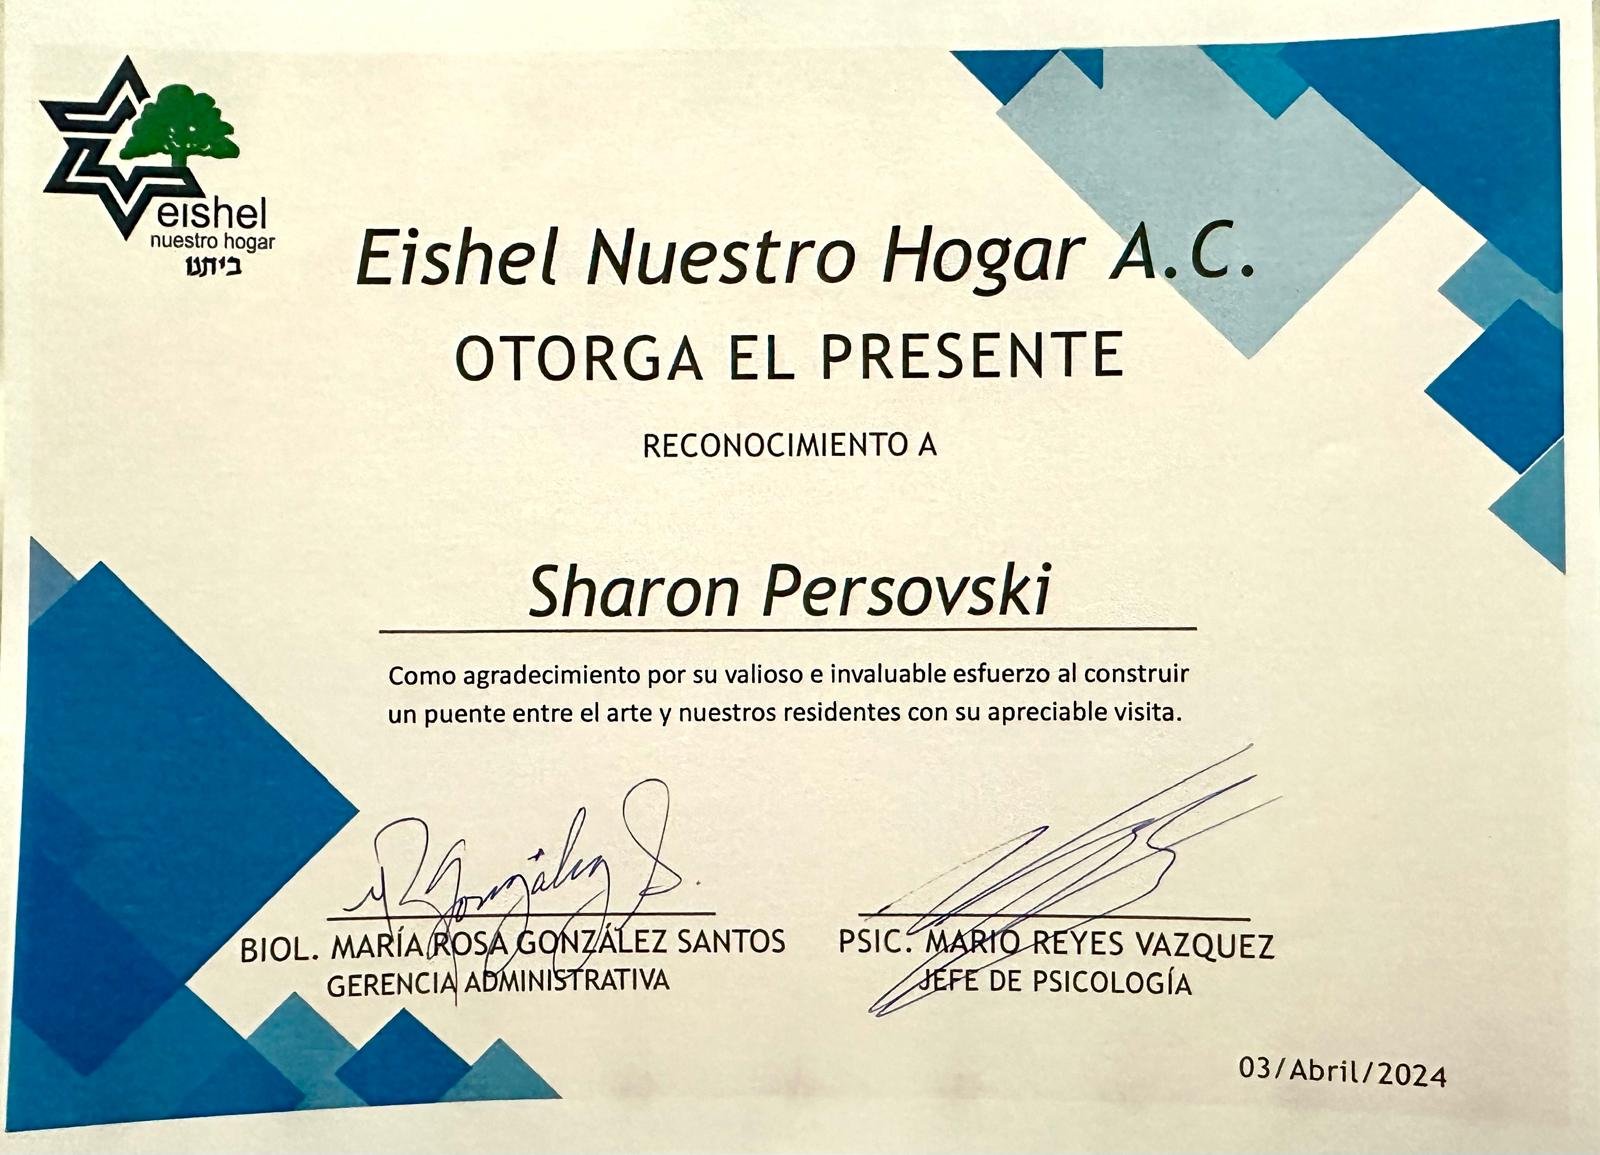 eishel
nuestro hogar
ביתנו
Eishel Nuestro Hogar A.C.
OTORGA EL PRESENTE
RECONOCIMIENTO A
Sharon Persovski
Como agradecimiento por su valioso e invaluable esfuerzo al construir
un puente entre el arte y nuestros residentes con su apreciable visita.
BIOL. MARÍA ROSA GONZÁLEZ SANTOS
GERENCIA ADMINISTRATIVA
PSIC. MARIO REYES VAZQUEZ
JEFE DE PSICOLOGÍA
03/Abril/2024